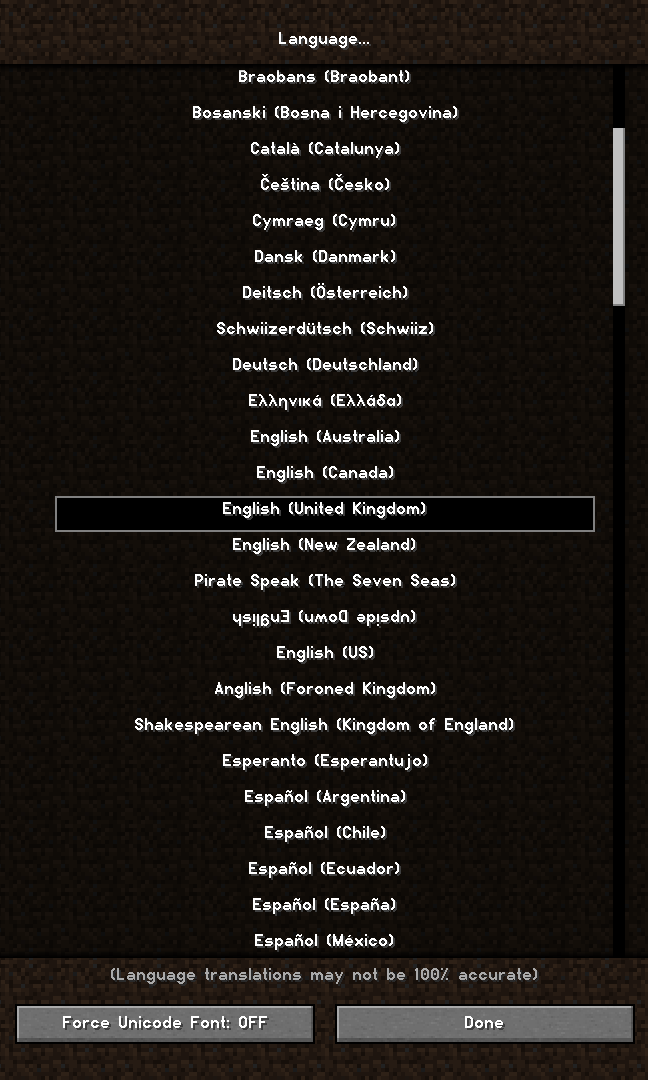 Language...
Braobans (Braobant)
Bosanski (Bosna i Hercegovina)
Català (Catalunya)
Čeština (Česko)
Cymraeg (Cymru)
Dansk (Danmark)
Deitsch (Österreich)
Schwiizerdütsch (Schwiiz)
Deutsch (Deutschland)
Ελληνικά (Ελλάδα)
English (Australia)
English (Canada)
English (United Kingdom)
English (New Zealand)
Pirate Speak (The Seven Seas)
ɥsᴉꞁᵷuƎ (uʍoᗡ ǝpᴉsdn)
English (US)
Anglish (Foroned Kingdom)
Shakespearean English (Kingdom of England)
Esperanto (Esperantujo)
Español (Argentina)
Español (Chile)
Español (Ecuador)
Español (España)
Español (México)
(Language translations may not be 100% accurate)
Force Unicode Font: OFF
Done